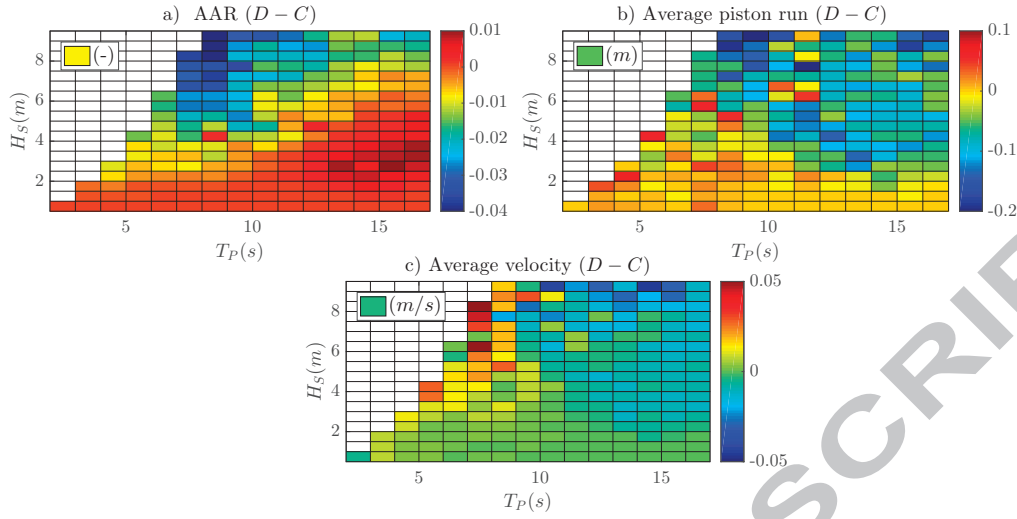 a) AAR (D − C)
(-)
H_S(m)
8
6
4
2
5
10
15
T_P(s)
0.01
0
-0.01
-0.02
-0.03
-0.04
b) Average piston run (D − C)
(m)
H_S(m)
8
6
4
2
5
10
15
T_P(s)
0.1
0
-0.1
-0.2
c) Average velocity (D − C)
(m/s)
H_S(m)
8
6
4
2
5
10
15
T_P(s)
0.05
0
-0.05
SCRIP